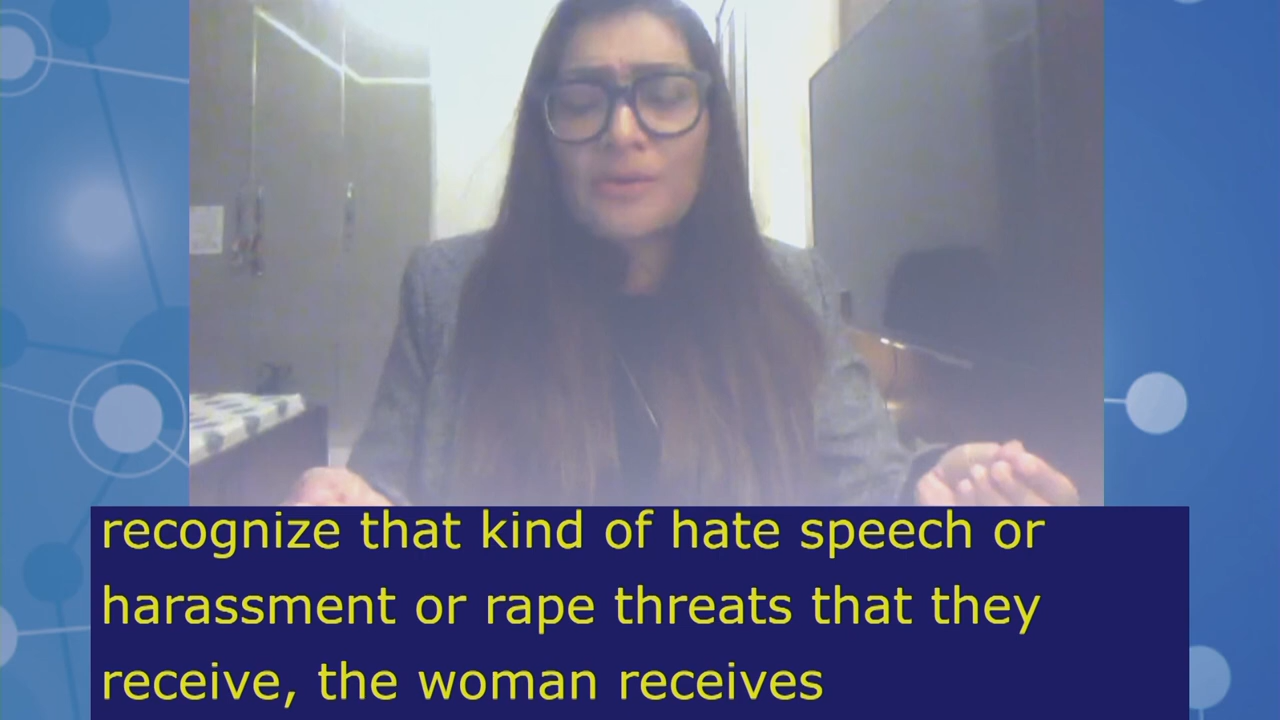 recognize that kind of hate speech or
harassment or rape threats that they
receive, the woman receives